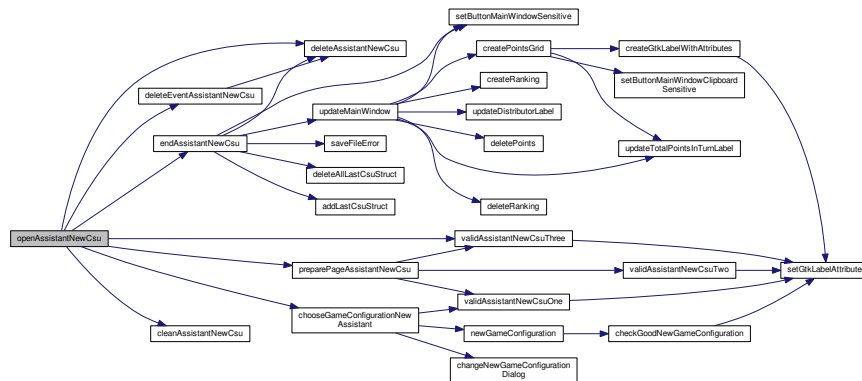 setButtonMainWindowSensitive
deleteAssistantNewCsu
createPointsGrid
createGtkLabelWithAttributes
createRanking
setButtonMainWindowClipboard
Sensitive
deleteEventAssistantNewCsu
updateMainWindow
updateDistributorLabel
endAssistantNewCsu
saveFileError
deletePoints
updateTotalPointsInTurnLabel
deleteAllLastCsuStruct
addLastCsuStruct
deleteRanking
openAssistantNewCsu
validAssistantNewCsuThree
preparePageAssistantNewCsu
validAssistantNewCsuTwo
setGtkLabelAttribute
validAssistantNewCsuOne
chooseGameConfigurationNew
Assistant
cleanAssistantNewCsu
newGameConfiguration
checkGoodNewGameConfiguration
changeNewGameConfiguration
Dialog